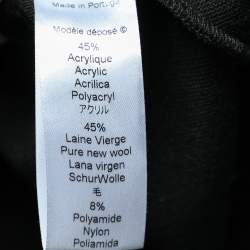 Made in Portugal
Modèle déposé ©
45%
Acrylique
Acrylic
Acrilica
Polyacryl
アクリル
45%
Laine Vierge
Pure new wool
Lana virgen
SchurWolle
毛
8%
Polyamide
Nylon
Poliamida